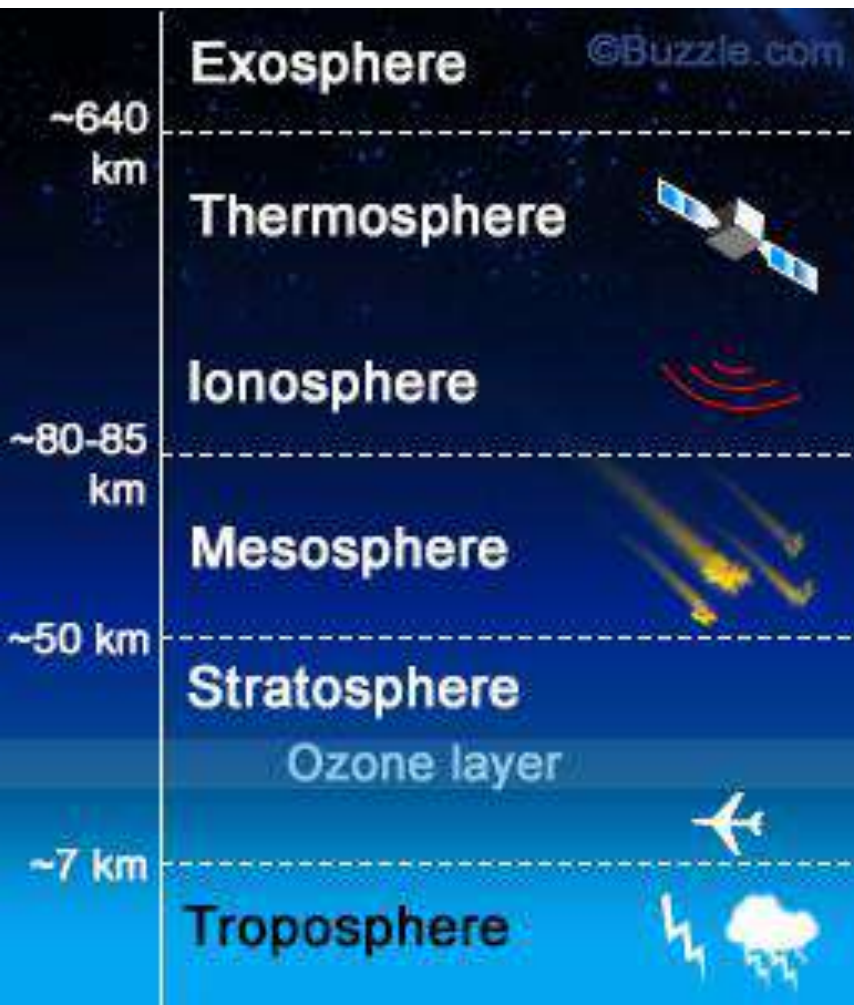 Exosphere
©Buzzle.com
~640
km
Thermosphere
Ionosphere
~80-85
km
Mesosphere
~50 km
Stratosphere
Ozone layer
~7 km
Troposphere